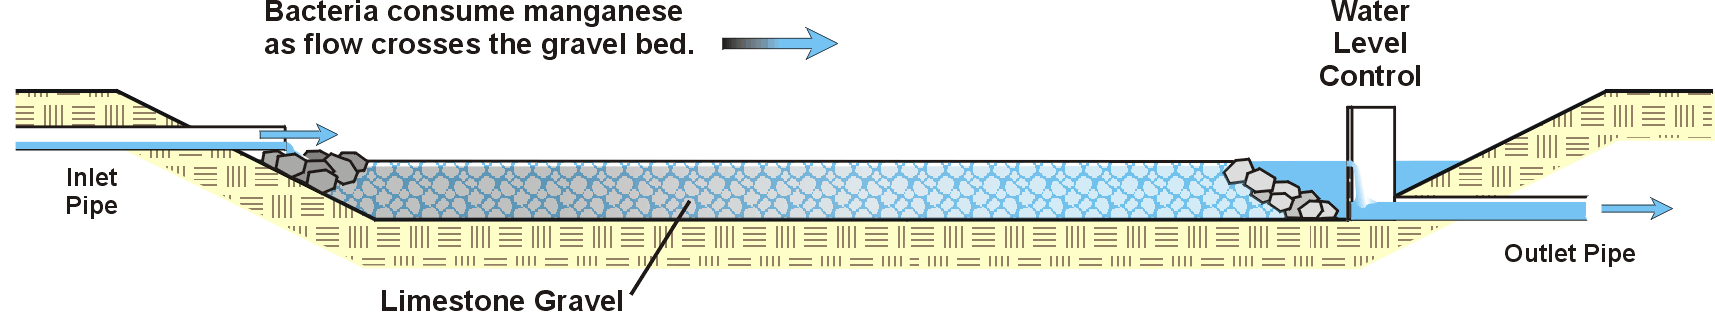 Bacteria consume manganese
as flow crosses the gravel bed.
Water
Level
Control
Inlet
Pipe
Outlet Pipe
Limestone Gravel